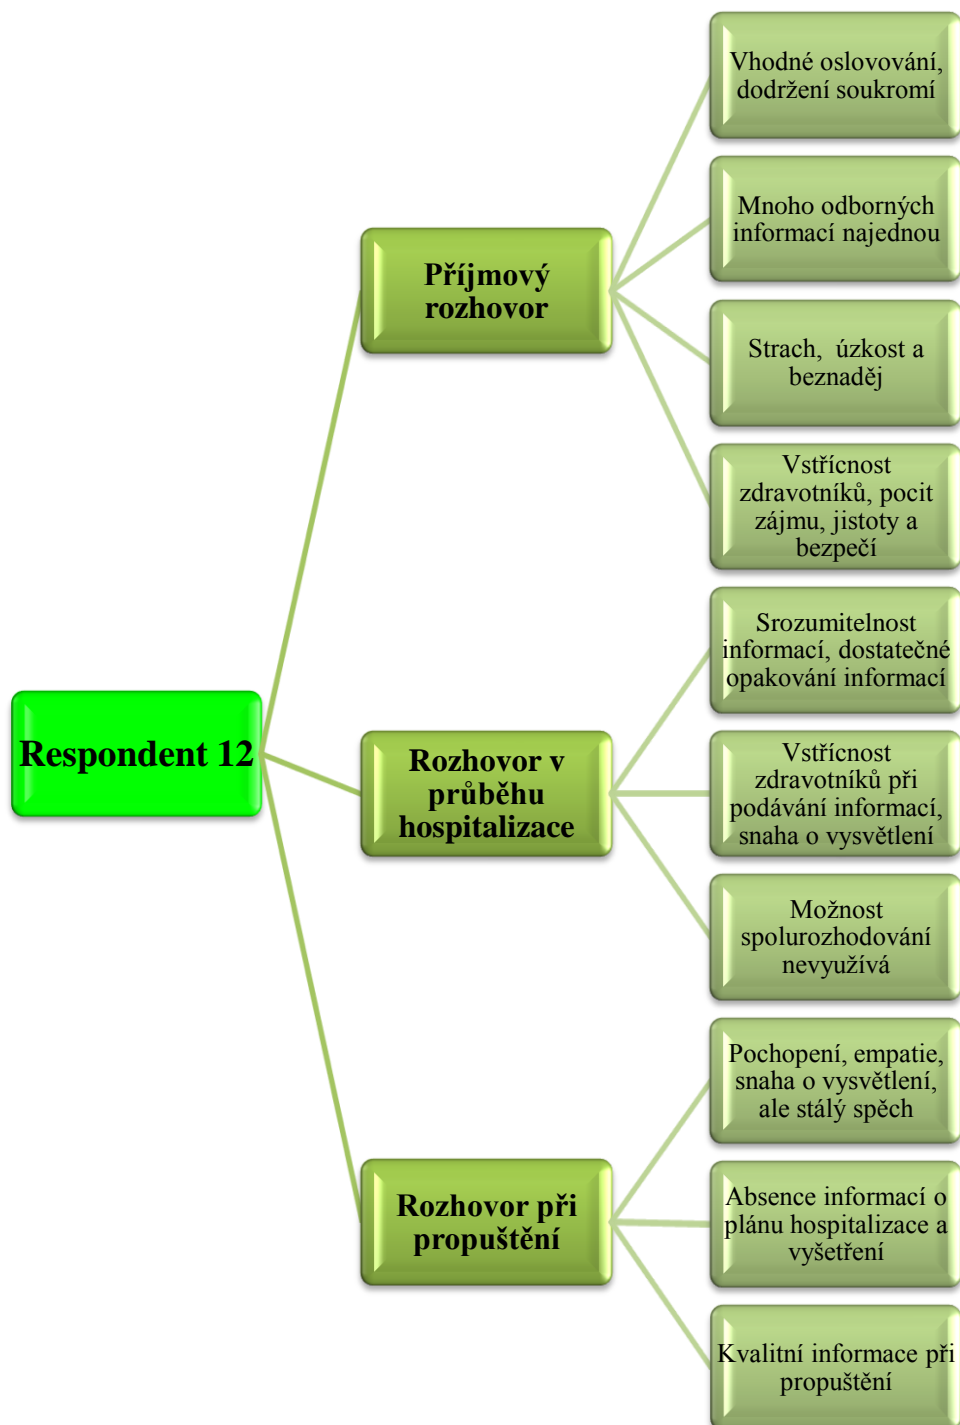 Respondent 12
Příjmový
rozhovor
Vhodné oslovování,
dodržení soukromí
Mnoho odborných
informací najednou
Strach, úzkost a
beznaděj
Vstřícnost
zdravotníků, pocit
zájmu, jistoty a
bezpečí
Rozhovor v
průběhu
hospitalizace
Srozumitelnost
informací, dostatečné
opakování informací
Vstřícnost
zdravotníků při
podávání informací,
snaha o vysvětlení
Možnost
spolurozhodování
nevyužívá
Rozhovor při
propuštění
Pochopení, empatie,
snaha o vysvětlení,
ale stálý spěch
Absence informací o
plánu hospitalizace a
vyšetření
Kvalitní informace při
propuštění